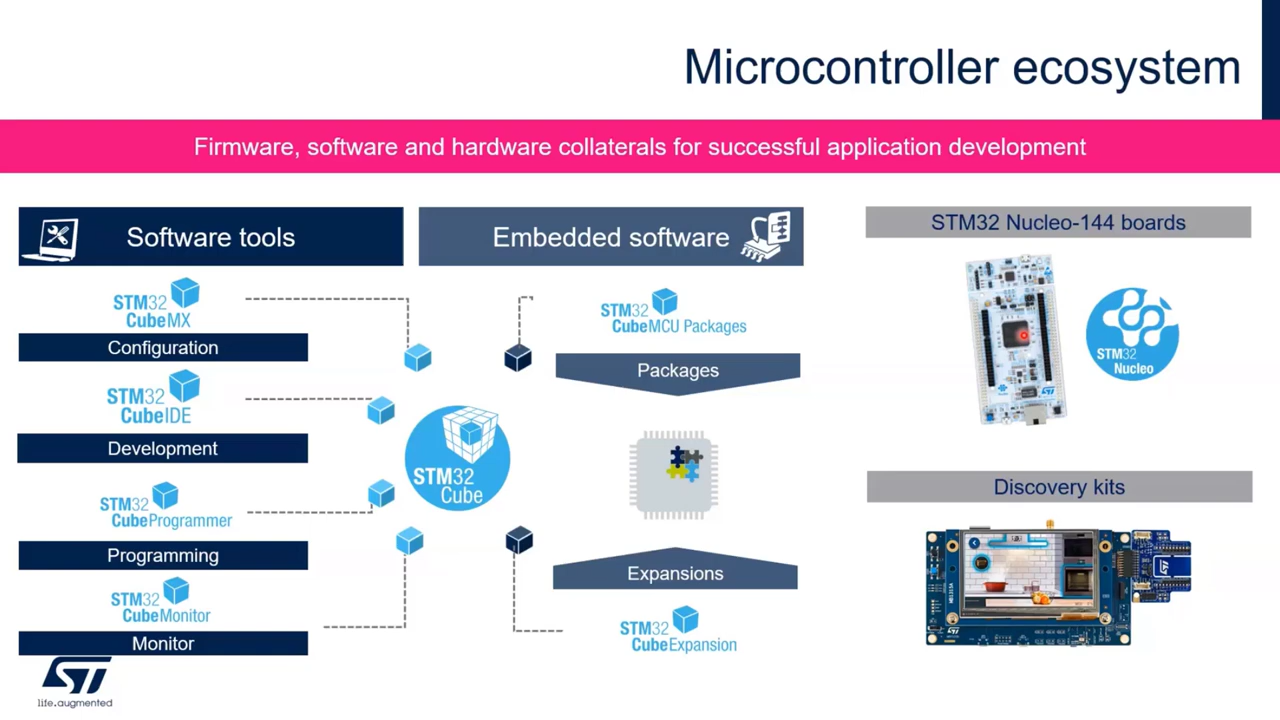 Microcontroller ecosystem
Firmware, software and hardware collaterals for successful application development
Software tools
Embedded software
STM32 Nucleo-144 boards
STM32
CubeMX
Configuration
STM32
CubeIDE
Development
STM32
CubeProgrammer
Programming
STM32
CubeMonitor
Monitor
STM32
Cube
STM32
CubeMCU Packages
Packages
Expansions
STM32
CubeExpansion
STM32
Nucleo
Discovery kits
ST
life.augmented